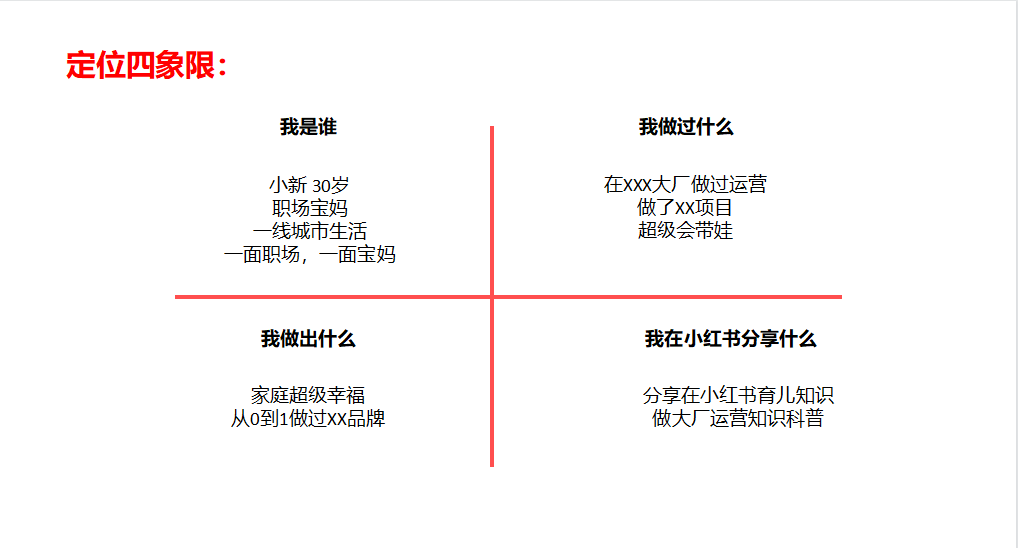 定位四象限：
我是谁
小新 30岁
职场宝妈
一线城市生活
一面职场，一面宝妈
我做过什么
在XXX大厂做过运营
做了XX项目
超级会带娃
我做出什么
家庭超级幸福
从0到1做过XX品牌
我在小红书分享什么
分享在小红书育儿知识
做大厂运营知识科普